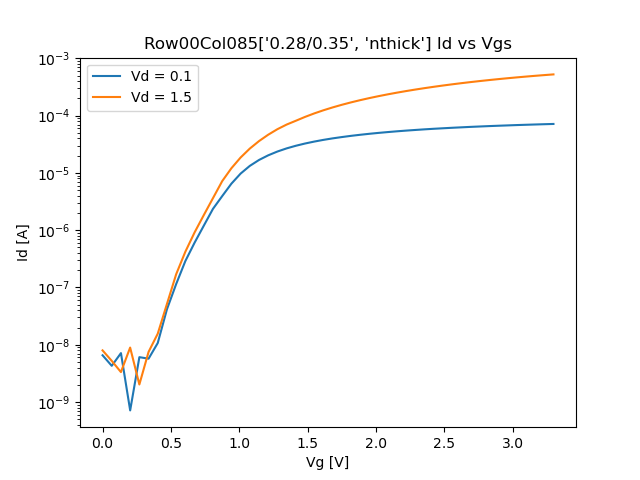 Row00Col085['0.28/0.35', 'nthick'] Id vs Vgs
Vd = 0.1
Vd = 1.5
10⁻³
10⁻⁴
10⁻⁵
10⁻⁶
10⁻⁷
10⁻⁸
10⁻⁹
Id [A]
0.0 0.5 1.0 1.5 2.0 2.5 3.0
Vg [V]